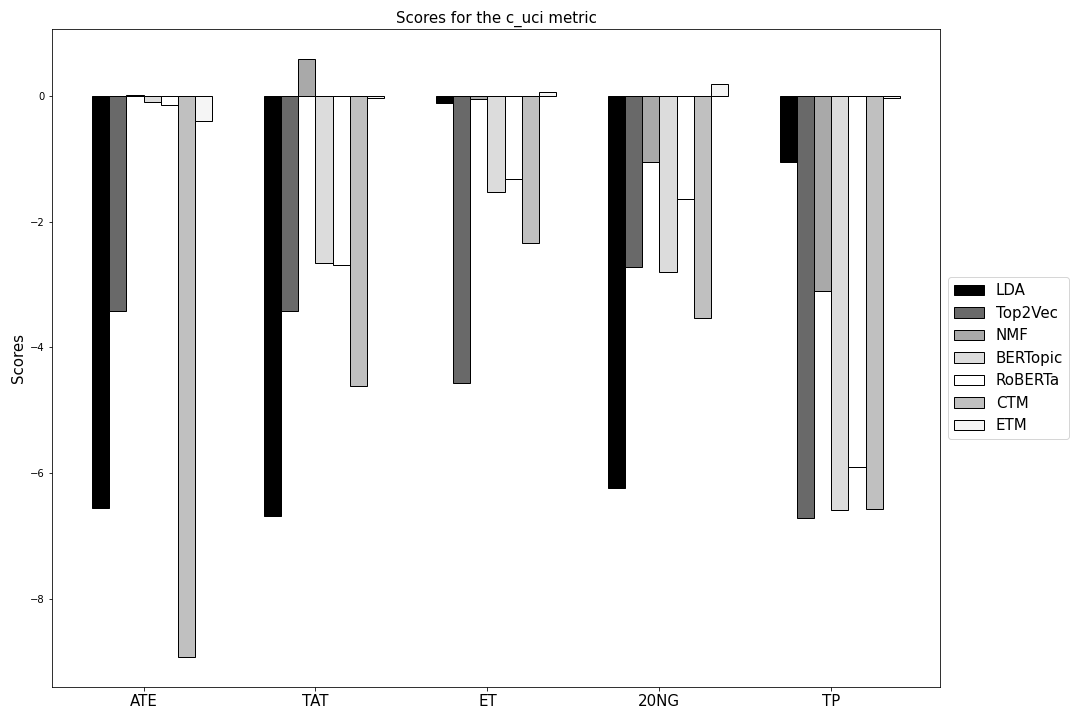 Scores for the c_uci metric
Scores
0
−2
−4
−6
−8
ATE
TAT
ET
20NG
TP
LDA
Top2Vec
NMF
BERTopic
RoBERTa
CTM
ETM